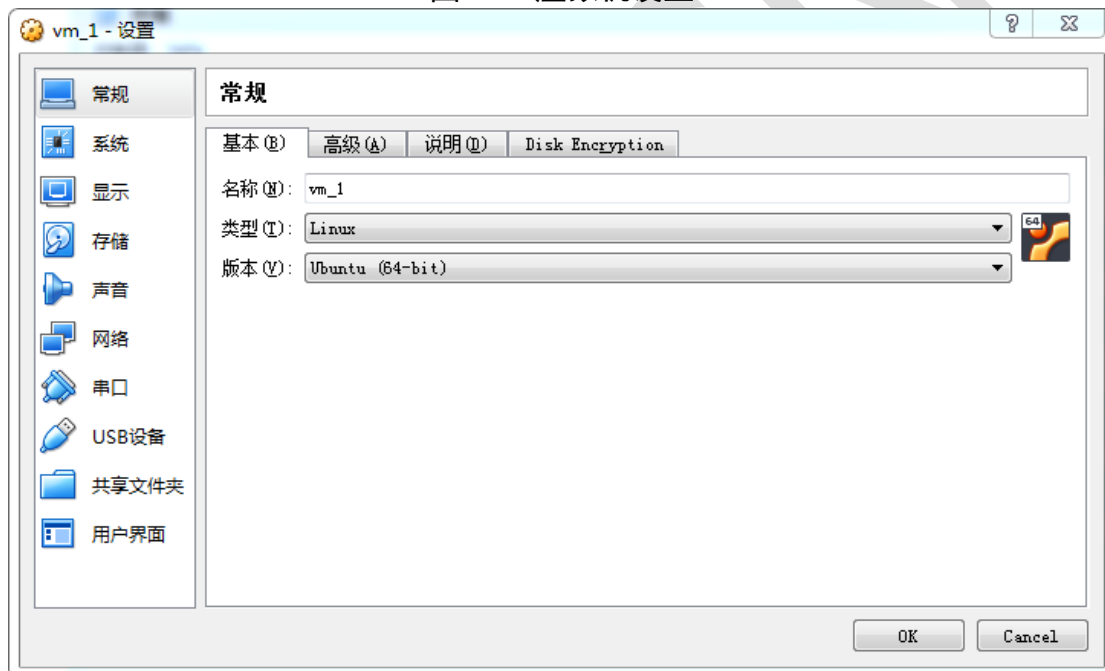 vm_1 - 设置
常规
系统
显示
存储
声音
网络
串口
USB设备
共享文件夹
用户界面
常规
基本(B) 高级(A) 说明(D) Disk Encryption
名称(N): vm_1
类型(T): Linux
64
版本(V): Ubuntu (64-bit)
OK Cancel